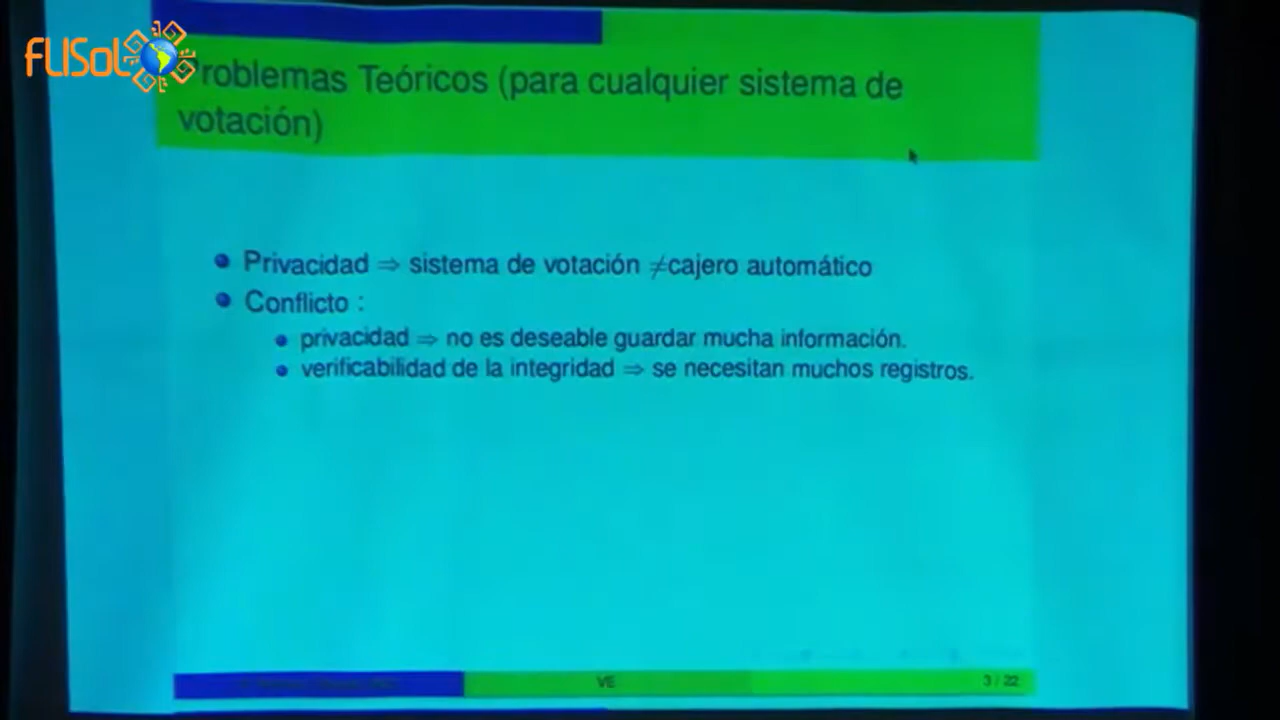 FLISoL
roblemas Teóricos (para cualquier sistema de
votación)
Privacidad ⇒ sistema de votación ≠cajero automático
Conflicto :
privacidad ⇒ no es deseable guardar mucha información.
verificabilidad de la integridad ⇒ se necesitan muchos registros.
VE
3 / 22